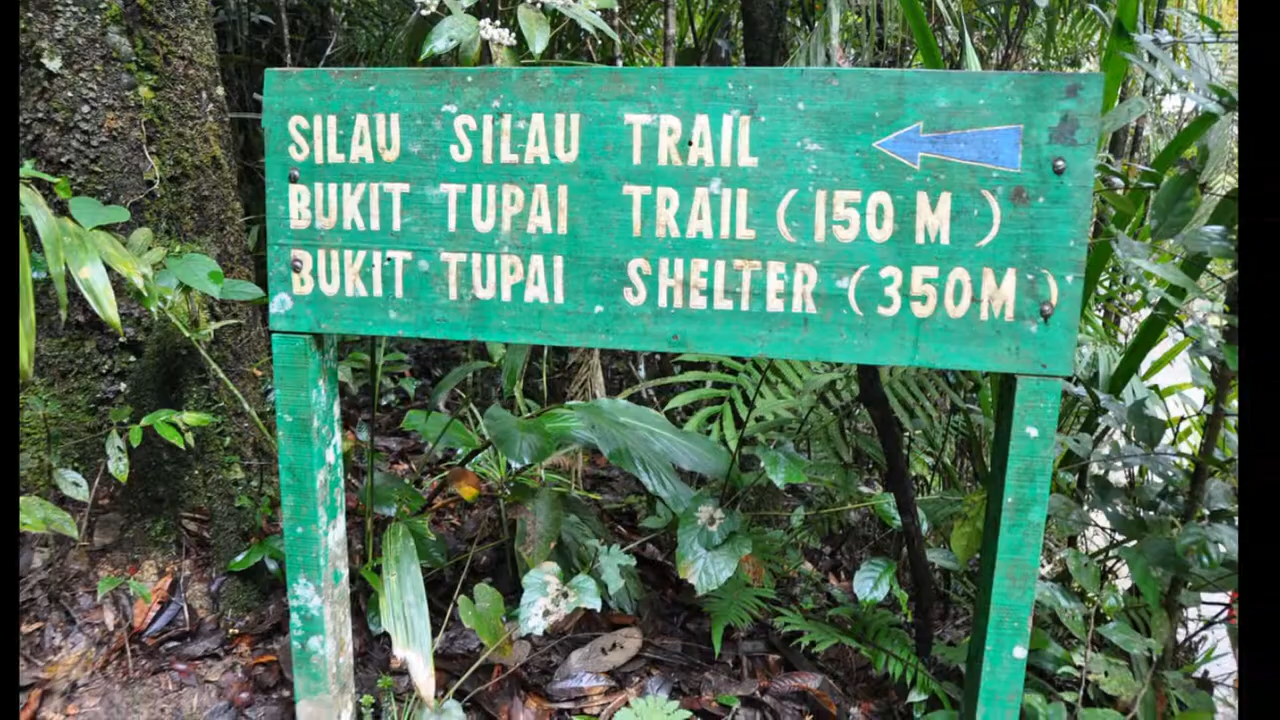 SILAU SILAU TRAIL
BUKIT TUPAI TRAIL (150 M )
BUKIT TUPAI SHELTER (350M )